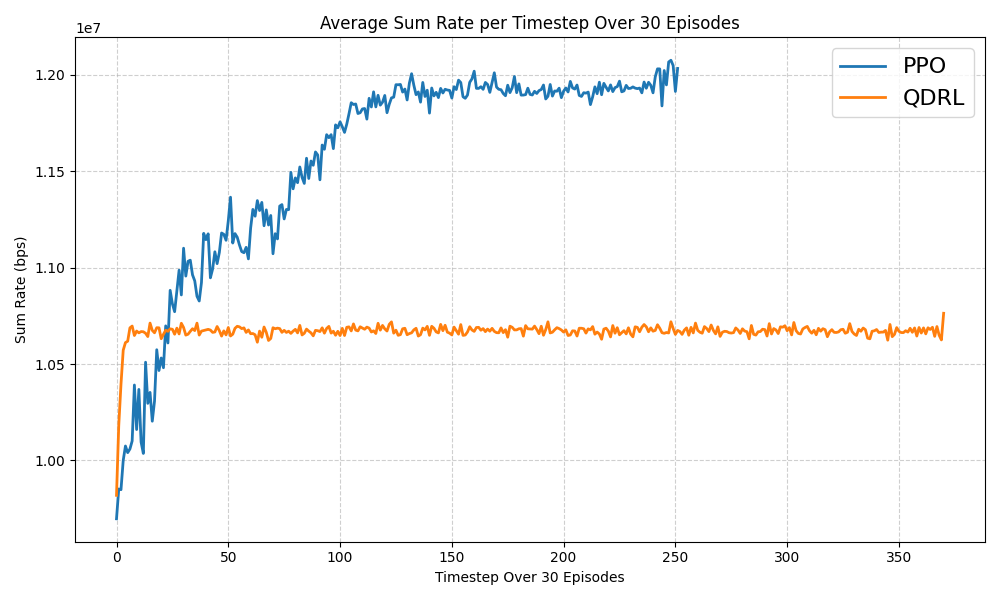 Average Sum Rate per Timestep Over 30 Episodes
1e7
PPO
QDRL
1.20
1.15
1.10
1.05
1.00
Sum Rate (bps)
0 50 100 150 200 250 300 350
Timestep Over 30 Episodes